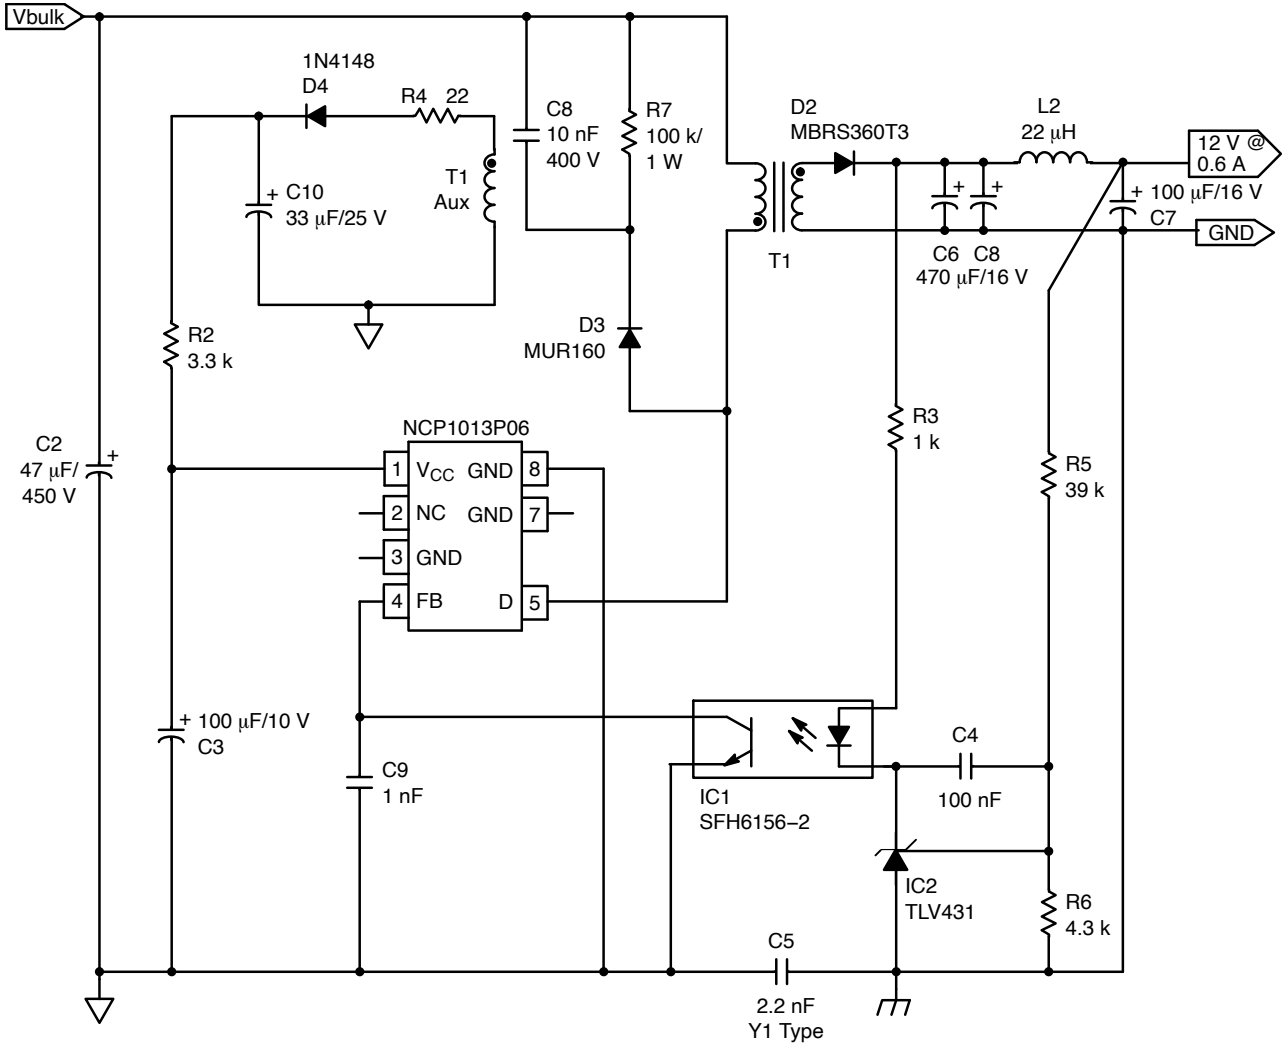 Vbulk
1N4148
D4
R4 22
C8
10 nF
400 V
R7
100 k/
1 W
D2
MBRS360T3
L2
22 μH
12 V @
0.6 A
T1
Aux
+ C10
33 μF/25 V
+
+
+ 100 μF/16 V
C7
GND
C6 C8
470 μF/16 V
T1
D3
MUR160
R2
3.3 k
R3
1 k
NCP1013P06
C2
47 μF/
450 V
+
1 VCC GND 8
2 NC GND 7
3 GND
4 FB D 5
R5
39 k
+ 100 μF/10 V
C3
C9
1 nF
IC1
SFH6156–2
C4
100 nF
IC2
TLV431
R6
4.3 k
C5
2.2 nF
Y1 Type